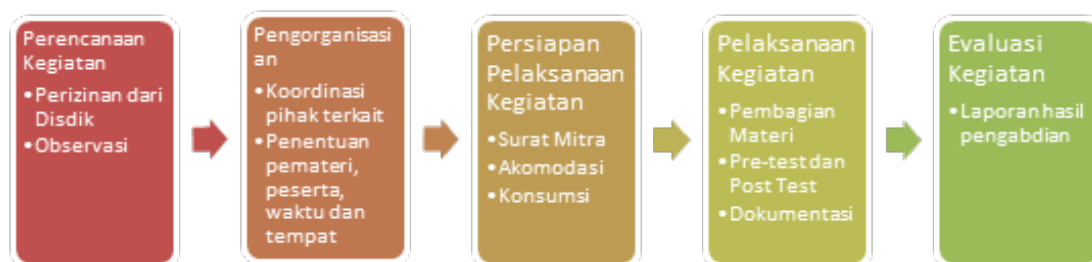 Perencanaan
Kegiatan
•Perizinan dari
Disdik
•Observasi
Pengorganisasi
an
•Koordinasi
pihak terkait
•Penentuan
pemateri,
peserta,
waktu dan
tempat
Persiapan
Pelaksanaan
Kegiatan
•Surat Mitra
•Akomodasi
•Konsumsi
Pelaksanaan
Kegiatan
•Pembagian
Materi
•Pre-test dan
Post Test
•Dokumentasi
Evaluasi
Kegiatan
•Laporan hasil
pengabdian